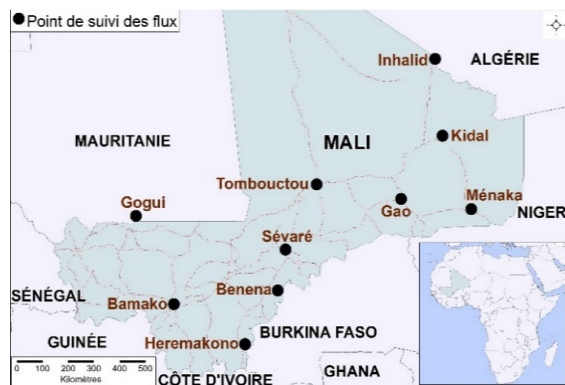 Point de suivi des flux
Inhalid
ALGÉRIE
MAURITANIE
MALI
Kidal
Tombouctou
Gogui
Gao
Ménaka
NIGER
Sévaré
SÉNÉGAL
Bamako
Benena
GUINÉE
Heremakono
BURKINA FASO
0 100 200 300 400 500
Kilomètres
CÔTE D'IVOIRE
GHANA